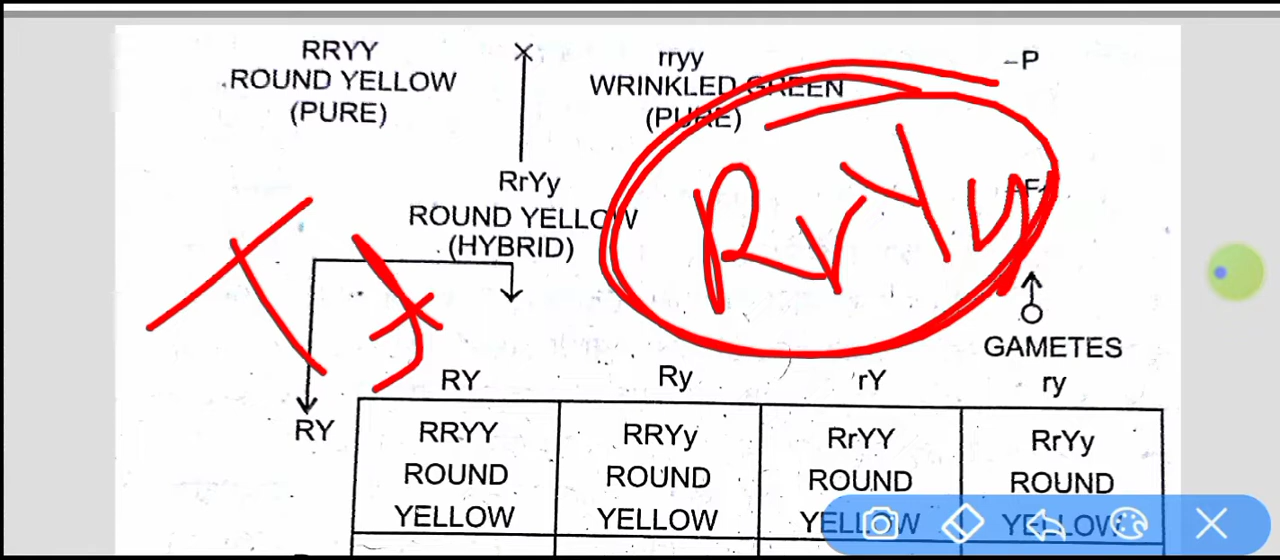 RRYY × rryy –P
ROUND YELLOW WRINKLED GREEN
(PURE) (PURE)
RrYy
ROUND YELLOW
(HYBRID)
RrYy
GAMETES
RY Ry rY ry
RY RRYY RRYy RrYY RrYy
ROUND ROUND ROUND ROUND
YELLOW YELLOW YELLOW YELLOW